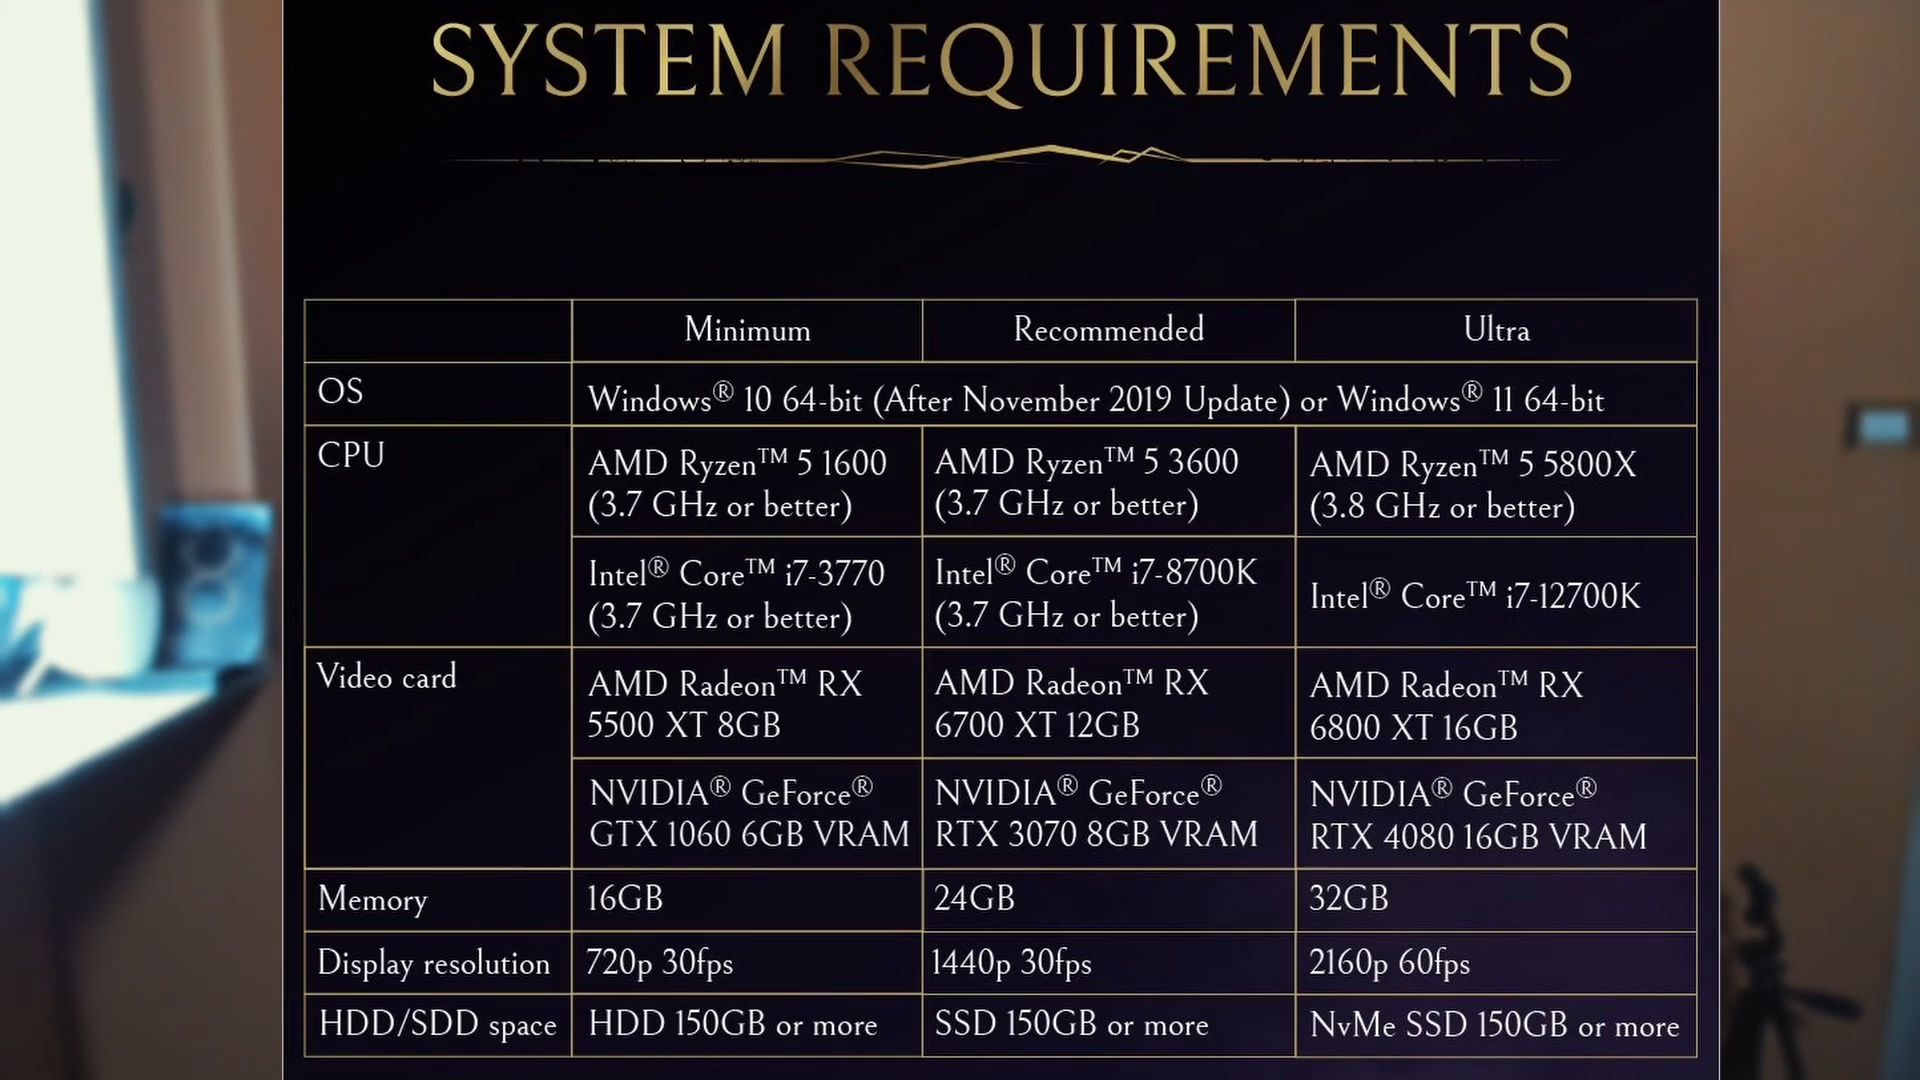 SYSTEM REQUIREMENTS
Minimum Recommended Ultra
OS Windows® 10 64-bit (After November 2019 Update) or Windows® 11 64-bit
CPU
AMD Ryzen™ 5 1600
(3.7 GHz or better)
AMD Ryzen™ 5 3600
(3.7 GHz or better)
AMD Ryzen™ 5 5800X
(3.8 GHz or better)
Intel® Core™ i7-3770
(3.7 GHz or better)
Intel® Core™ i7-8700K
(3.7 GHz or better)
Intel® Core™ i7-12700K
Video card
AMD Radeon™ RX
5500 XT 8GB
AMD Radeon™ RX
6700 XT 12GB
AMD Radeon™ RX
6800 XT 16GB
NVIDIA® GeForce®
GTX 1060 6GB VRAM
NVIDIA® GeForce®
RTX 3070 8GB VRAM
NVIDIA® GeForce®
RTX 4080 16GB VRAM
Memory 16GB 24GB 32GB
Display resolution 720p 30fps 1440p 30fps 2160p 60fps
HDD/SDD space HDD 150GB or more SSD 150GB or more NvMe SSD 150GB or more